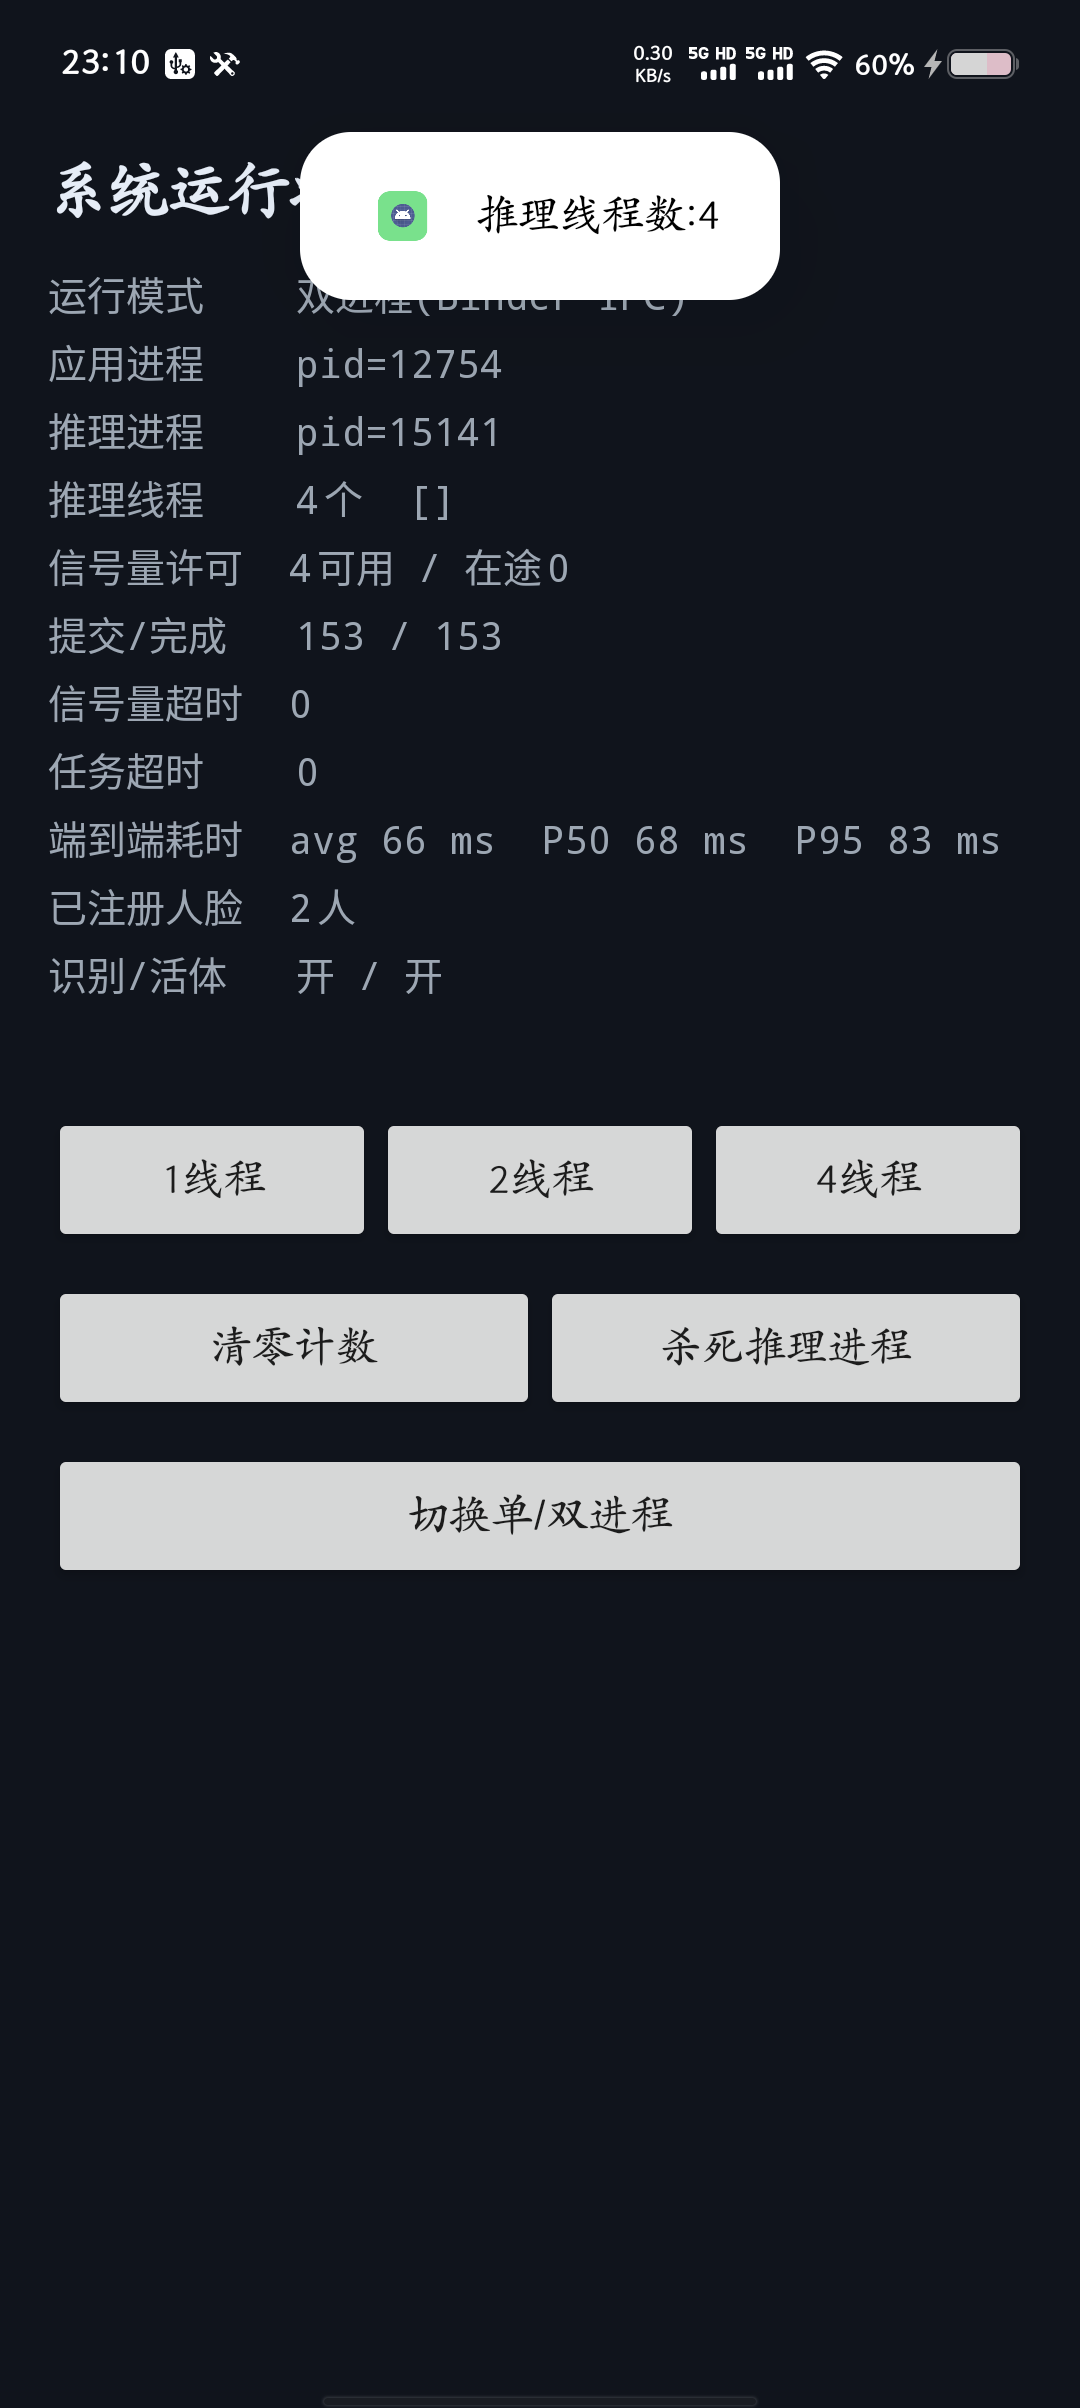 23:10 0.30 KB/s 5G HD 5G HD 60%
系统运行
推理线程数:4
运行模式 双进程(Binder IPC)
应用进程 pid=12754
推理进程 pid=15141
推理线程 4个 []
信号量许可 4可用 / 在途0
提交/完成 153 / 153
信号量超时 0
任务超时 0
端到端耗时 avg 66 ms P50 68 ms P95 83 ms
已注册人脸 2人
识别/活体 开 / 开
1线程 2线程 4线程
清零计数 杀死推理进程
切换单/双进程